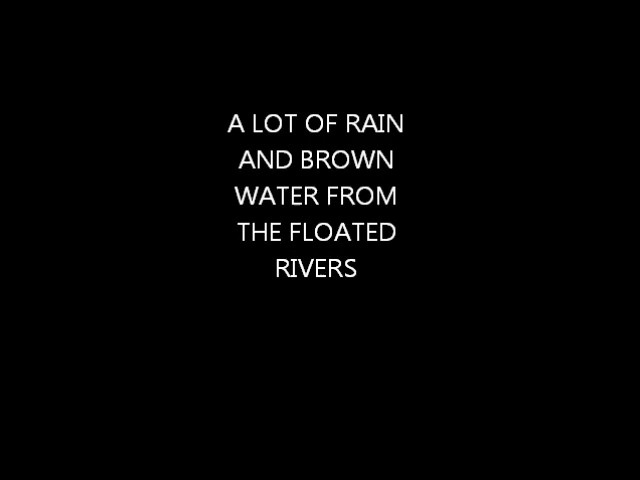 A LOT OF RAIN
AND BROWN
WATER FROM
THE FLOATED
RIVERS